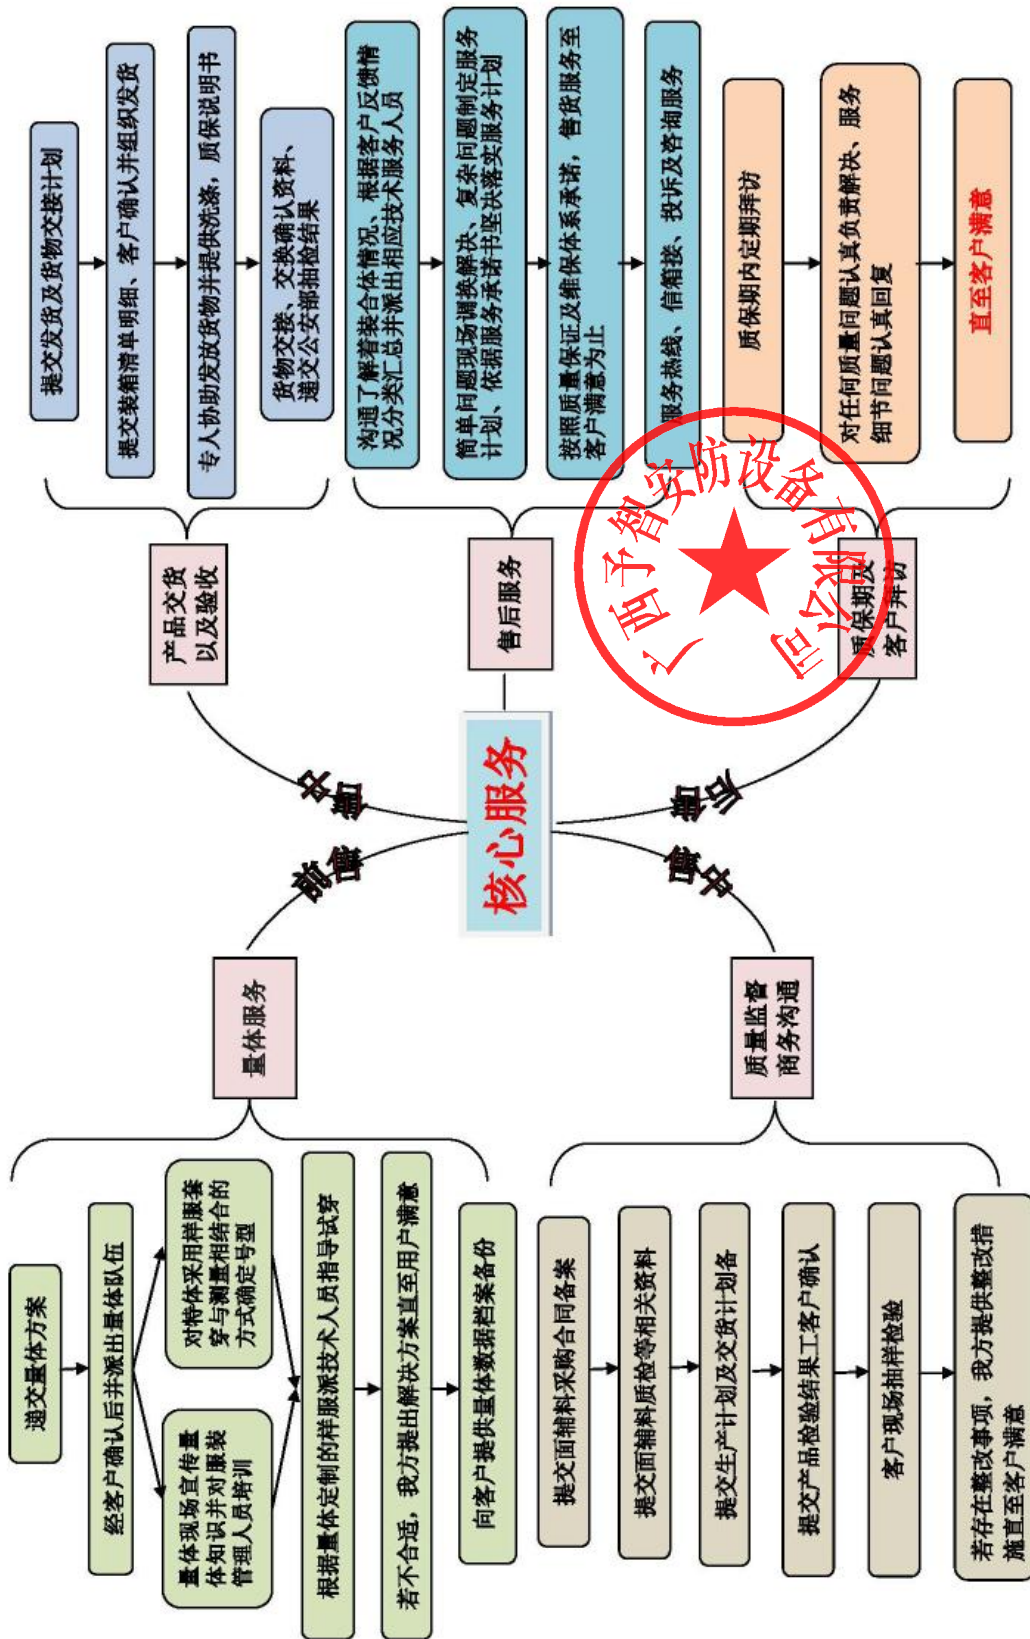 递交量体方案
经客户确认后并派出量体队伍
量体现场宣传量
体知识并对服装
管理人员培训
对特体采用样服套
穿与测量相结合的
方式确定号型
根据量体定制的样服派技术人员指导试穿
若不合适，我方提出解决方案直至用户满意
向客户提供量体数据档案备份
量体服务
售前
售中
产品交货
以及验收
提交发货及货物交接计划
提交装箱清单明细、客户确认并组织发货
专人协助发放货物并提供洗涤，质保说明书
货物交接、交换确认资料、
递交公安部抽检结果
核心服务
售后服务
沟通了解着装合体情况、根据客户反馈情
况分类汇总并派出相应技术服务人员
简单问题现场调换解决、复杂问题制定服务
计划、依据服务承诺书坚决落实服务计划
按照质量保证及维保体系承诺，售货服务至
客户满意为止
服务热线、信箱接、投诉及咨询服务
提交面辅料采购合同备案
提交面辅料质检等相关资料
提交生产计划及交货计划备
提交产品检验结果工客户确认
客户现场抽样检验
若存在整改事项，我方提供整改措
施直至客户满意
质量监督
商务沟通
售中
售后
质保期及
客户拜访
质保期内定期拜访
对任何质量问题认真负责解决、服务
细节问题认真回复
直至客户满意
广西予智安防设备有限公司